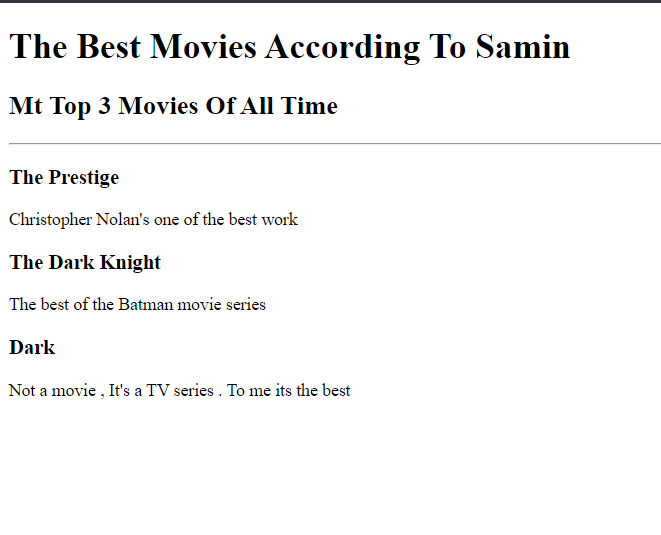 The Best Movies According To Samin
Mt Top 3 Movies Of All Time
The Prestige
Christopher Nolan's one of the best work
The Dark Knight
The best of the Batman movie series
Dark
Not a movie , It's a TV series . To me its the best